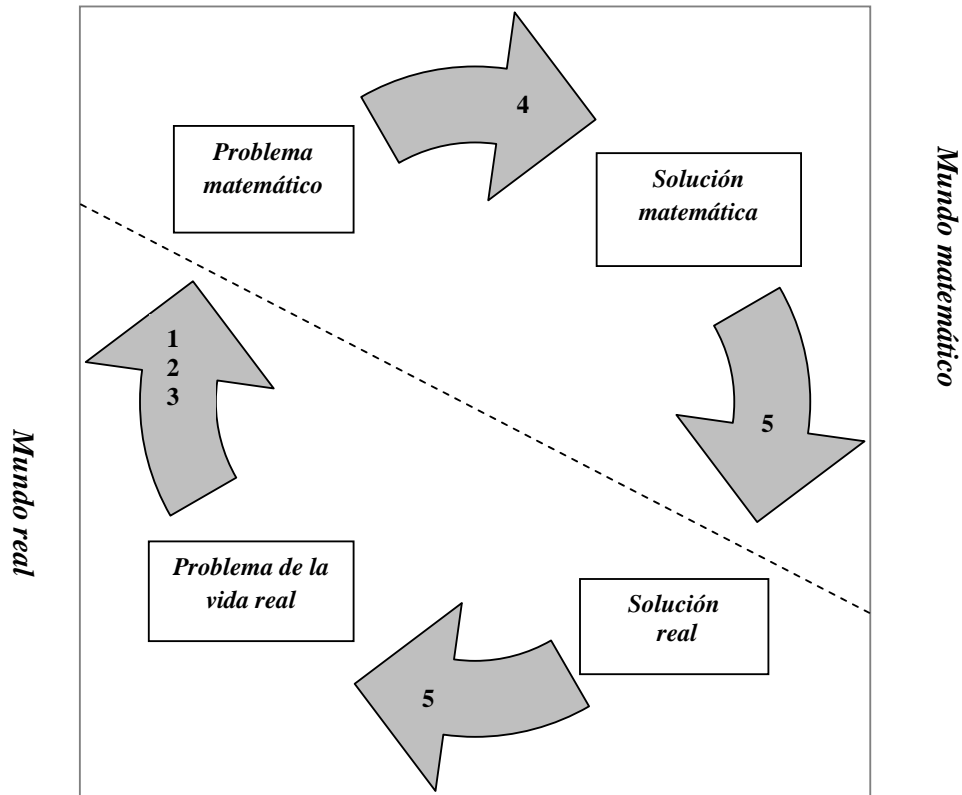 4
Problema
matemático
Solución
matemática
Mundo matemático
1
2
3
5
Mundo real
Problema de la
vida real
Solución
real
5